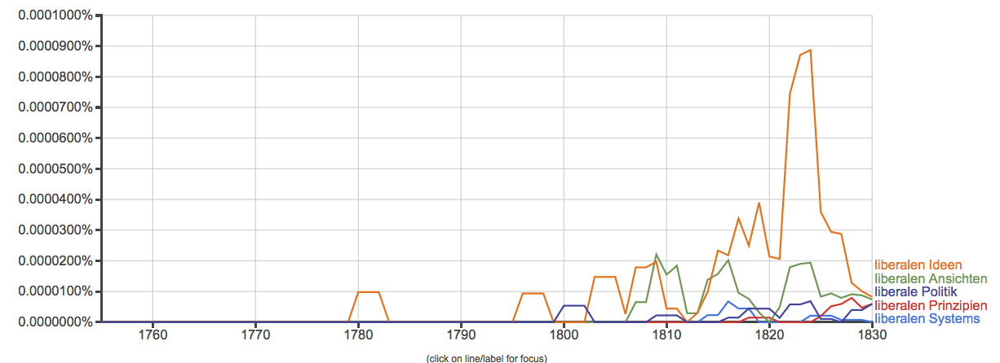 0.0001000%
0.0000900%
0.0000800%
0.0000700%
0.0000600%
0.0000500%
0.0000400%
0.0000300%
0.0000200%
0.0000100%
0.0000000%
1760 1770 1780 1790 1800 1810 1820 1830
liberalen Ideen
liberalen Ansichten
liberale Politik
liberalen Prinzipien
liberalen Systems
(click on line/label for focus)